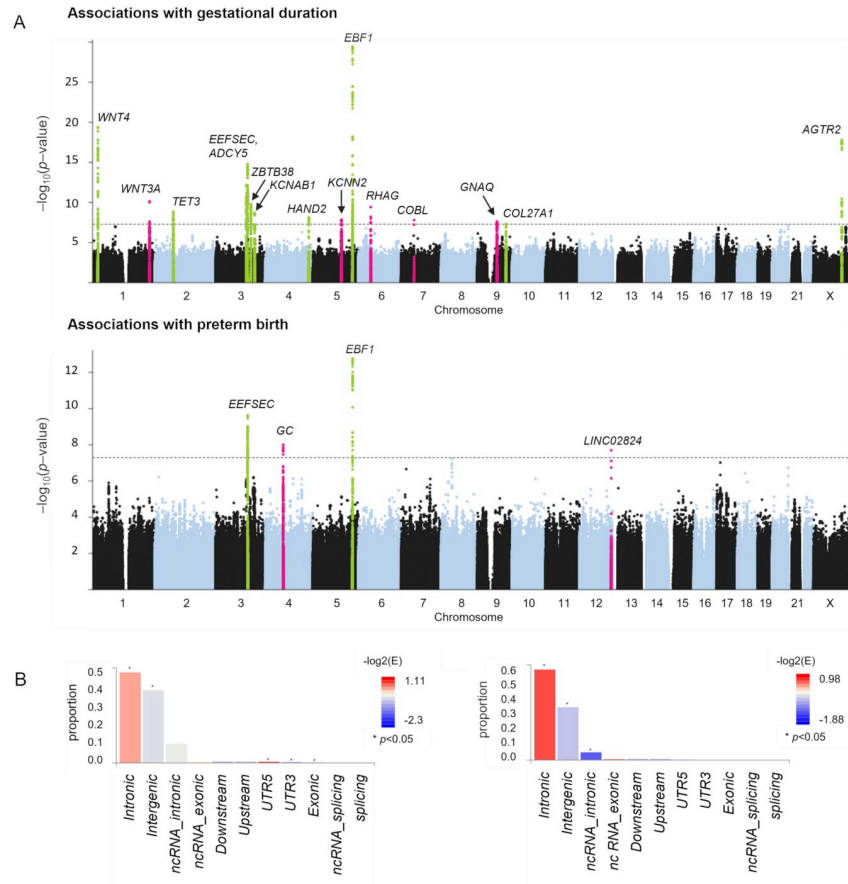 A
Associations with gestational duration
EBF1
25
WNT4
20
AGTR2
EEFSEC,
ADCY5
15
ZBTB38
WNT3A
KCNAB1
KCNN2
GNAQ
RHAG
TET3
HAND2
COBL
COL27A1
10
5
−log10(p−value)
1 2 3 4 5 6 7 8 9 10 11 12 13 14 15 16 17 18 19 21 X
Chromosome
Associations with preterm birth
EBF1
12
EEFSEC
10
GC
LINC02824
8
6
4
2
−log10(p−value)
1 2 3 4 5 6 7 8 9 10 11 12 13 14 15 16 17 18 19 21 X
Chromosome
B
proportion
0.5
0.4
0.3
0.2
0.1
0.0
-log2(E)
1.11
-2.3
* p<0.05
Intronic
Intergenic
ncRNA_intronic
ncRNA_exonic
Downstream
Upstream
UTR5
UTR3
Exonic
ncRNA_splicing
splicing
proportion
0.6
0.5
0.4
0.3
0.2
0.1
0.0
-log2(E)
0.98
-1.88
* p<0.05
Intronic
Intergenic
ncRNA_intronic
nc RNA_exonic
Downstream
Upstream
UTR5
UTR3
Exonic
ncRNA_splicing
splicing